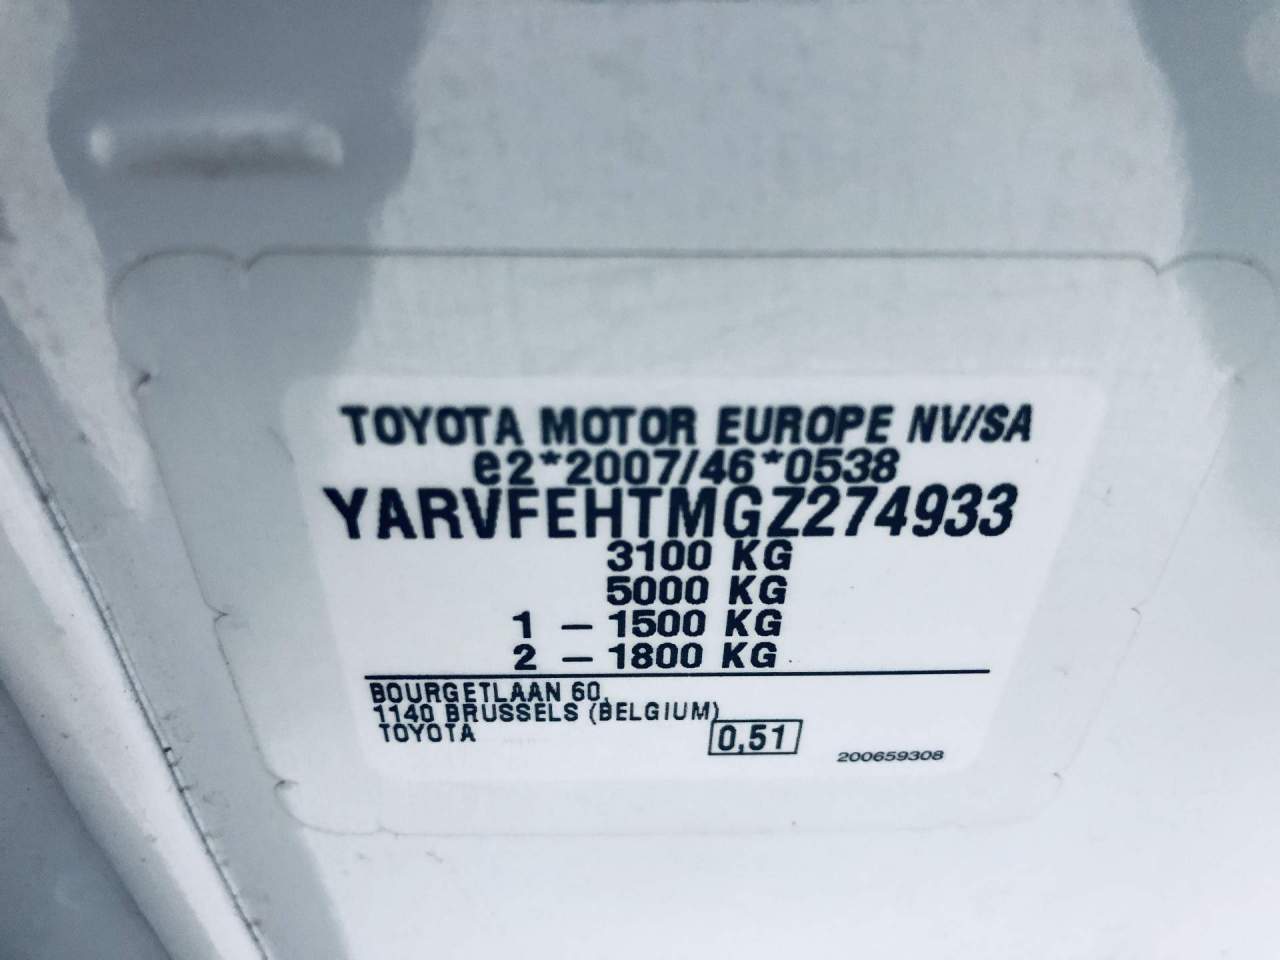 TOYOTA MOTOR EUROPE NV/SA
e2*2007/46*0538
YARVFEHTMGZ274933
3100 KG
5000 KG
1 – 1500 KG
2 – 1800 KG
BOURGETLAAN 60,
1140 BRUSSELS (BELGIUM)
TOYOTA
0,51
200659308